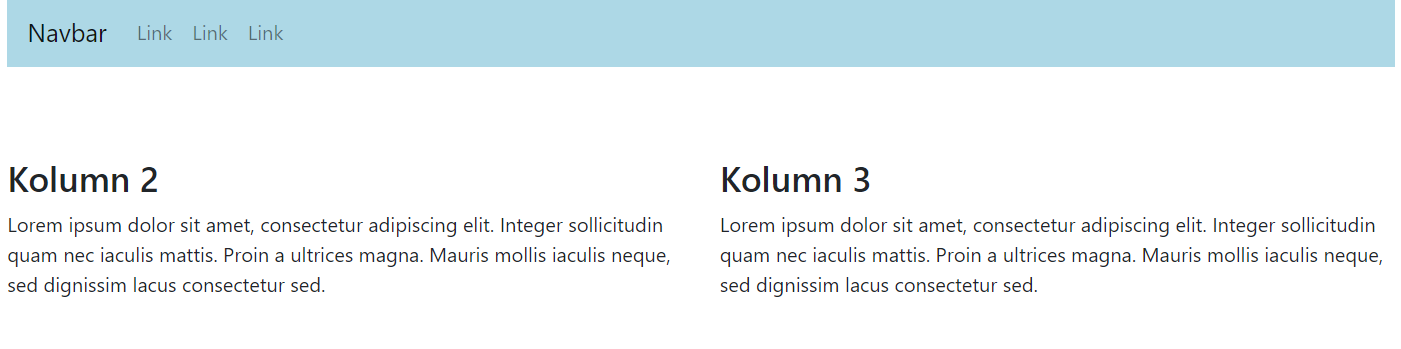 Navbar Link Link Link
Kolumn 2
Lorem ipsum dolor sit amet, consectetur adipiscing elit. Integer sollicitudin
quam nec iaculis mattis. Proin a ultrices magna. Mauris mollis iaculis neque,
sed dignissim lacus consectetur sed.
Kolumn 3
Lorem ipsum dolor sit amet, consectetur adipiscing elit. Integer sollicitudin
quam nec iaculis mattis. Proin a ultrices magna. Mauris mollis iaculis neque,
sed dignissim lacus consectetur sed.